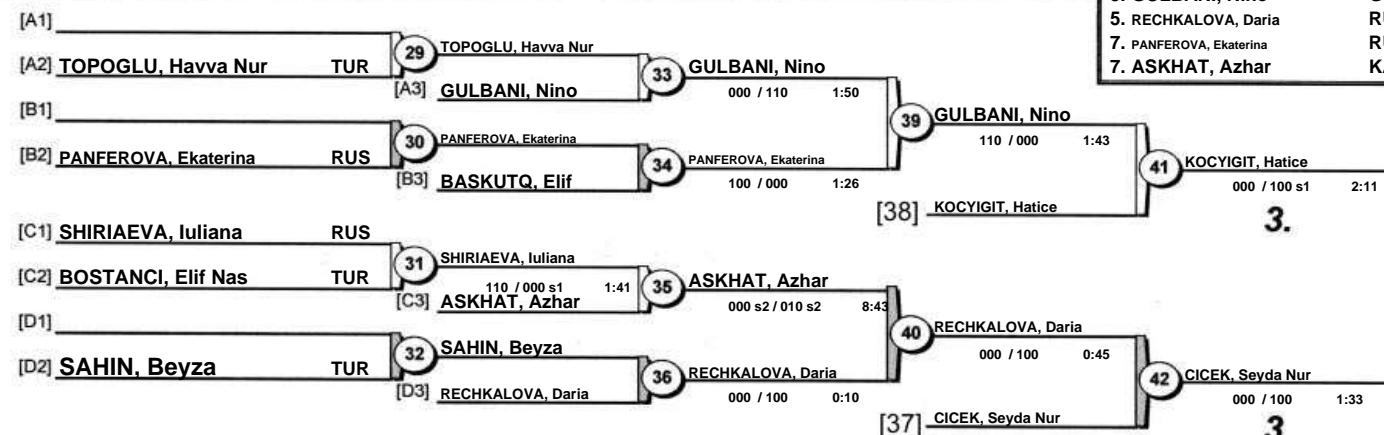 5. RECHKALOVA, Daria
7. PANFEROVA, Ekaterina
7. ASKHAT, Azhar
[A1]
[A2] TOPOGLU, Havva Nur TUR
29 TOPOGLU, Havva Nur
[A3] GULBANI, Nino
33 GULBANI, Nino
000 / 110 1:50
[B1]
[B2] PANFEROVA, Ekaterina RUS
30 PANFEROVA, Ekaterina
[B3] BASKUTQ, Elif
34 PANFEROVA, Ekaterina
100 / 000 1:26
39 GULBANI, Nino
110 / 000 1:43
[38] KOCYIGIT, Hatice
41 KOCYIGIT, Hatice
000 / 100 s1 2:11
3.
[C1] SHIRIAEVA, Iuliana RUS
[C2] BOSTANCI, Elif Nas TUR
31 SHIRIAEVA, Iuliana
110 / 000 s1 1:41
[C3] ASKHAT, Azhar
35 ASKHAT, Azhar
000 s2 / 010 s2 8:43
[D1]
[D2] SAHIN, Beyza TUR
32 SAHIN, Beyza
[D3] RECHKALOVA, Daria
36 RECHKALOVA, Daria
000 / 100 0:10
40 RECHKALOVA, Daria
000 / 100 0:45
[37] CICEK, Seyda Nur
42 CICEK, Seyda Nur
000 / 100 1:33
3